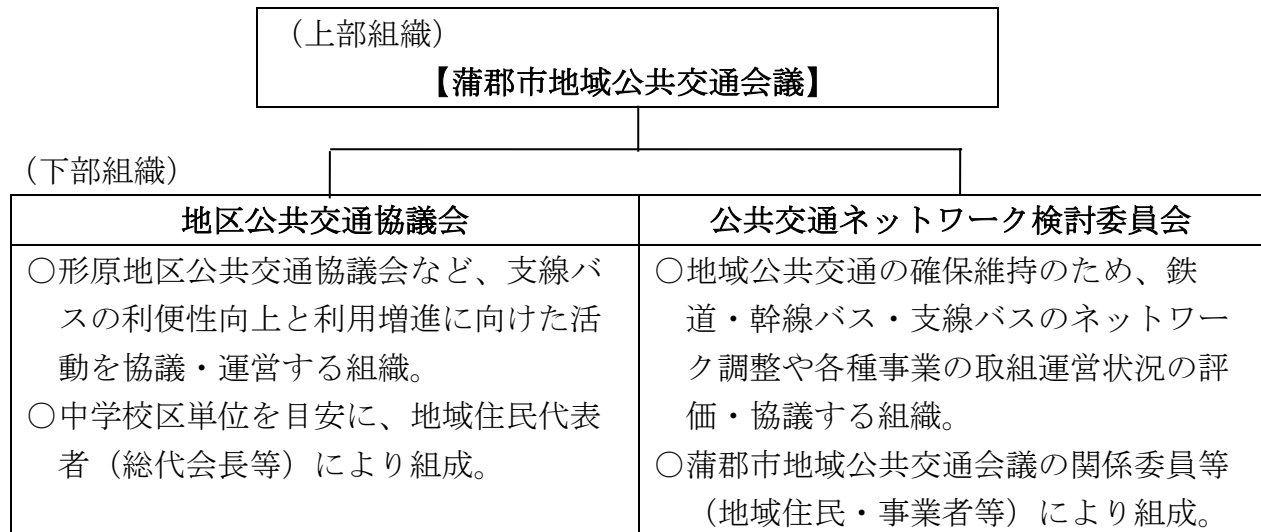 （上部組織）
【蒲郡市地域公共交通会議】
（下部組織）
地区公共交通協議会
○形原地区公共交通協議会など、支線バ
スの利便性向上と利用増進に向けた活
動を協議・運営する組織。
○中学校区単位を目安に、地域住民代表
者（総代会長等）により組成。
公共交通ネットワーク検討委員会
○地域公共交通の確保維持のため、鉄
道・幹線バス・支線バスのネットワー
ク調整や各種事業の取組運営状況の評
価・協議する組織。
○蒲郡市地域公共交通会議の関係委員等
（地域住民・事業者等）により組成。